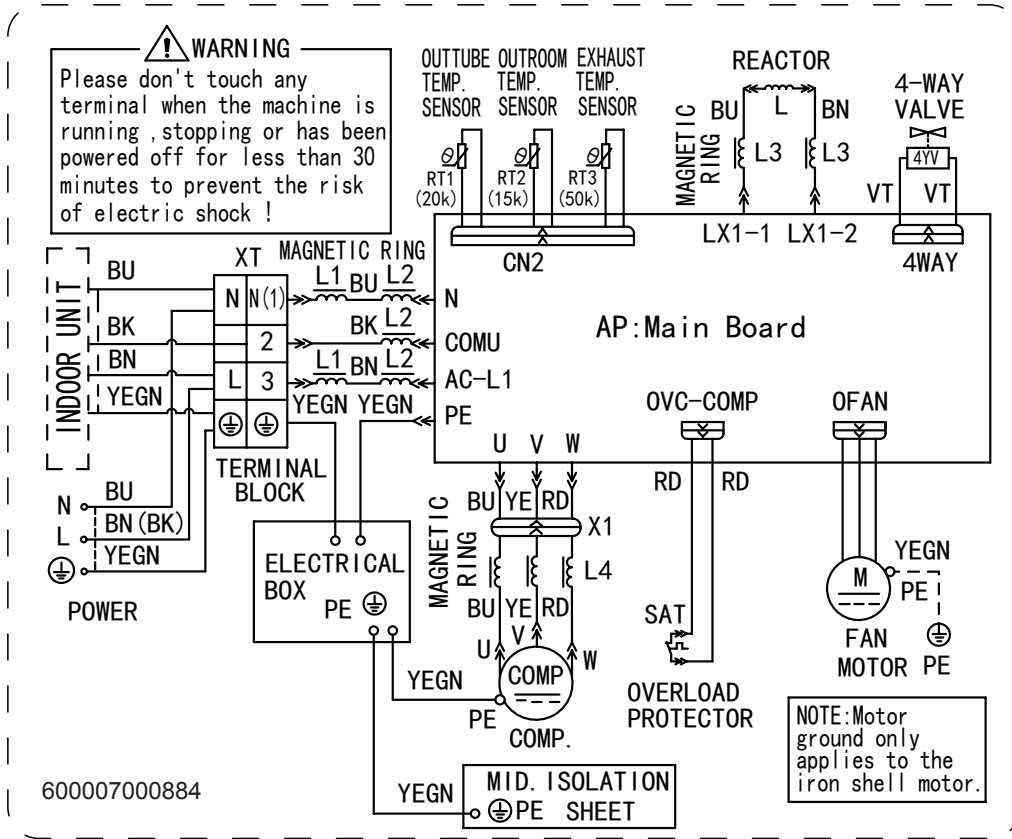 WARNING
Please don't touch any
terminal when the machine is
running ,stopping or has been
powered off for less than 30
minutes to prevent the risk
of electric shock !
OUTTUBE OUTROOM EXHAUST
TEMP. TEMP. TEMP.
SENSOR SENSOR SENSOR
θ θ θ
RT1 RT2 RT3
(20k) (15k) (50k)
CN2
REACTOR
BU L BN
MAGNETIC
RING
L3 L3
LX1-1 LX1-2
4-WAY
VALVE
4YV
VT VT
4WAY
INDOOR UNIT
BU
BK
BN
YEGN
XT
N N(1)
2
L 3
TERMINAL
BLOCK
MAGNETIC RING
L1 BU L2
BK L2
L1 BN L2
YEGN YEGN
N
COMU
AC-L1
PE
AP:Main Board
OVC-COMP
OFAN
U V W
N BU
L BN(BK)
YEGN
POWER
ELECTRICAL
BOX
PE
MAGNETIC
RING
BU YE RD
X1
L4
BU YE RD
U V W
COMP
PE
COMP.
YEGN
RD RD
SAT
OVERLOAD
PROTECTOR
M
YEGN
PE
FAN
MOTOR PE
NOTE:Motor
ground only
applies to the
iron shell motor.
YEGN
MID. ISOLATION
PE SHEET
600007000884